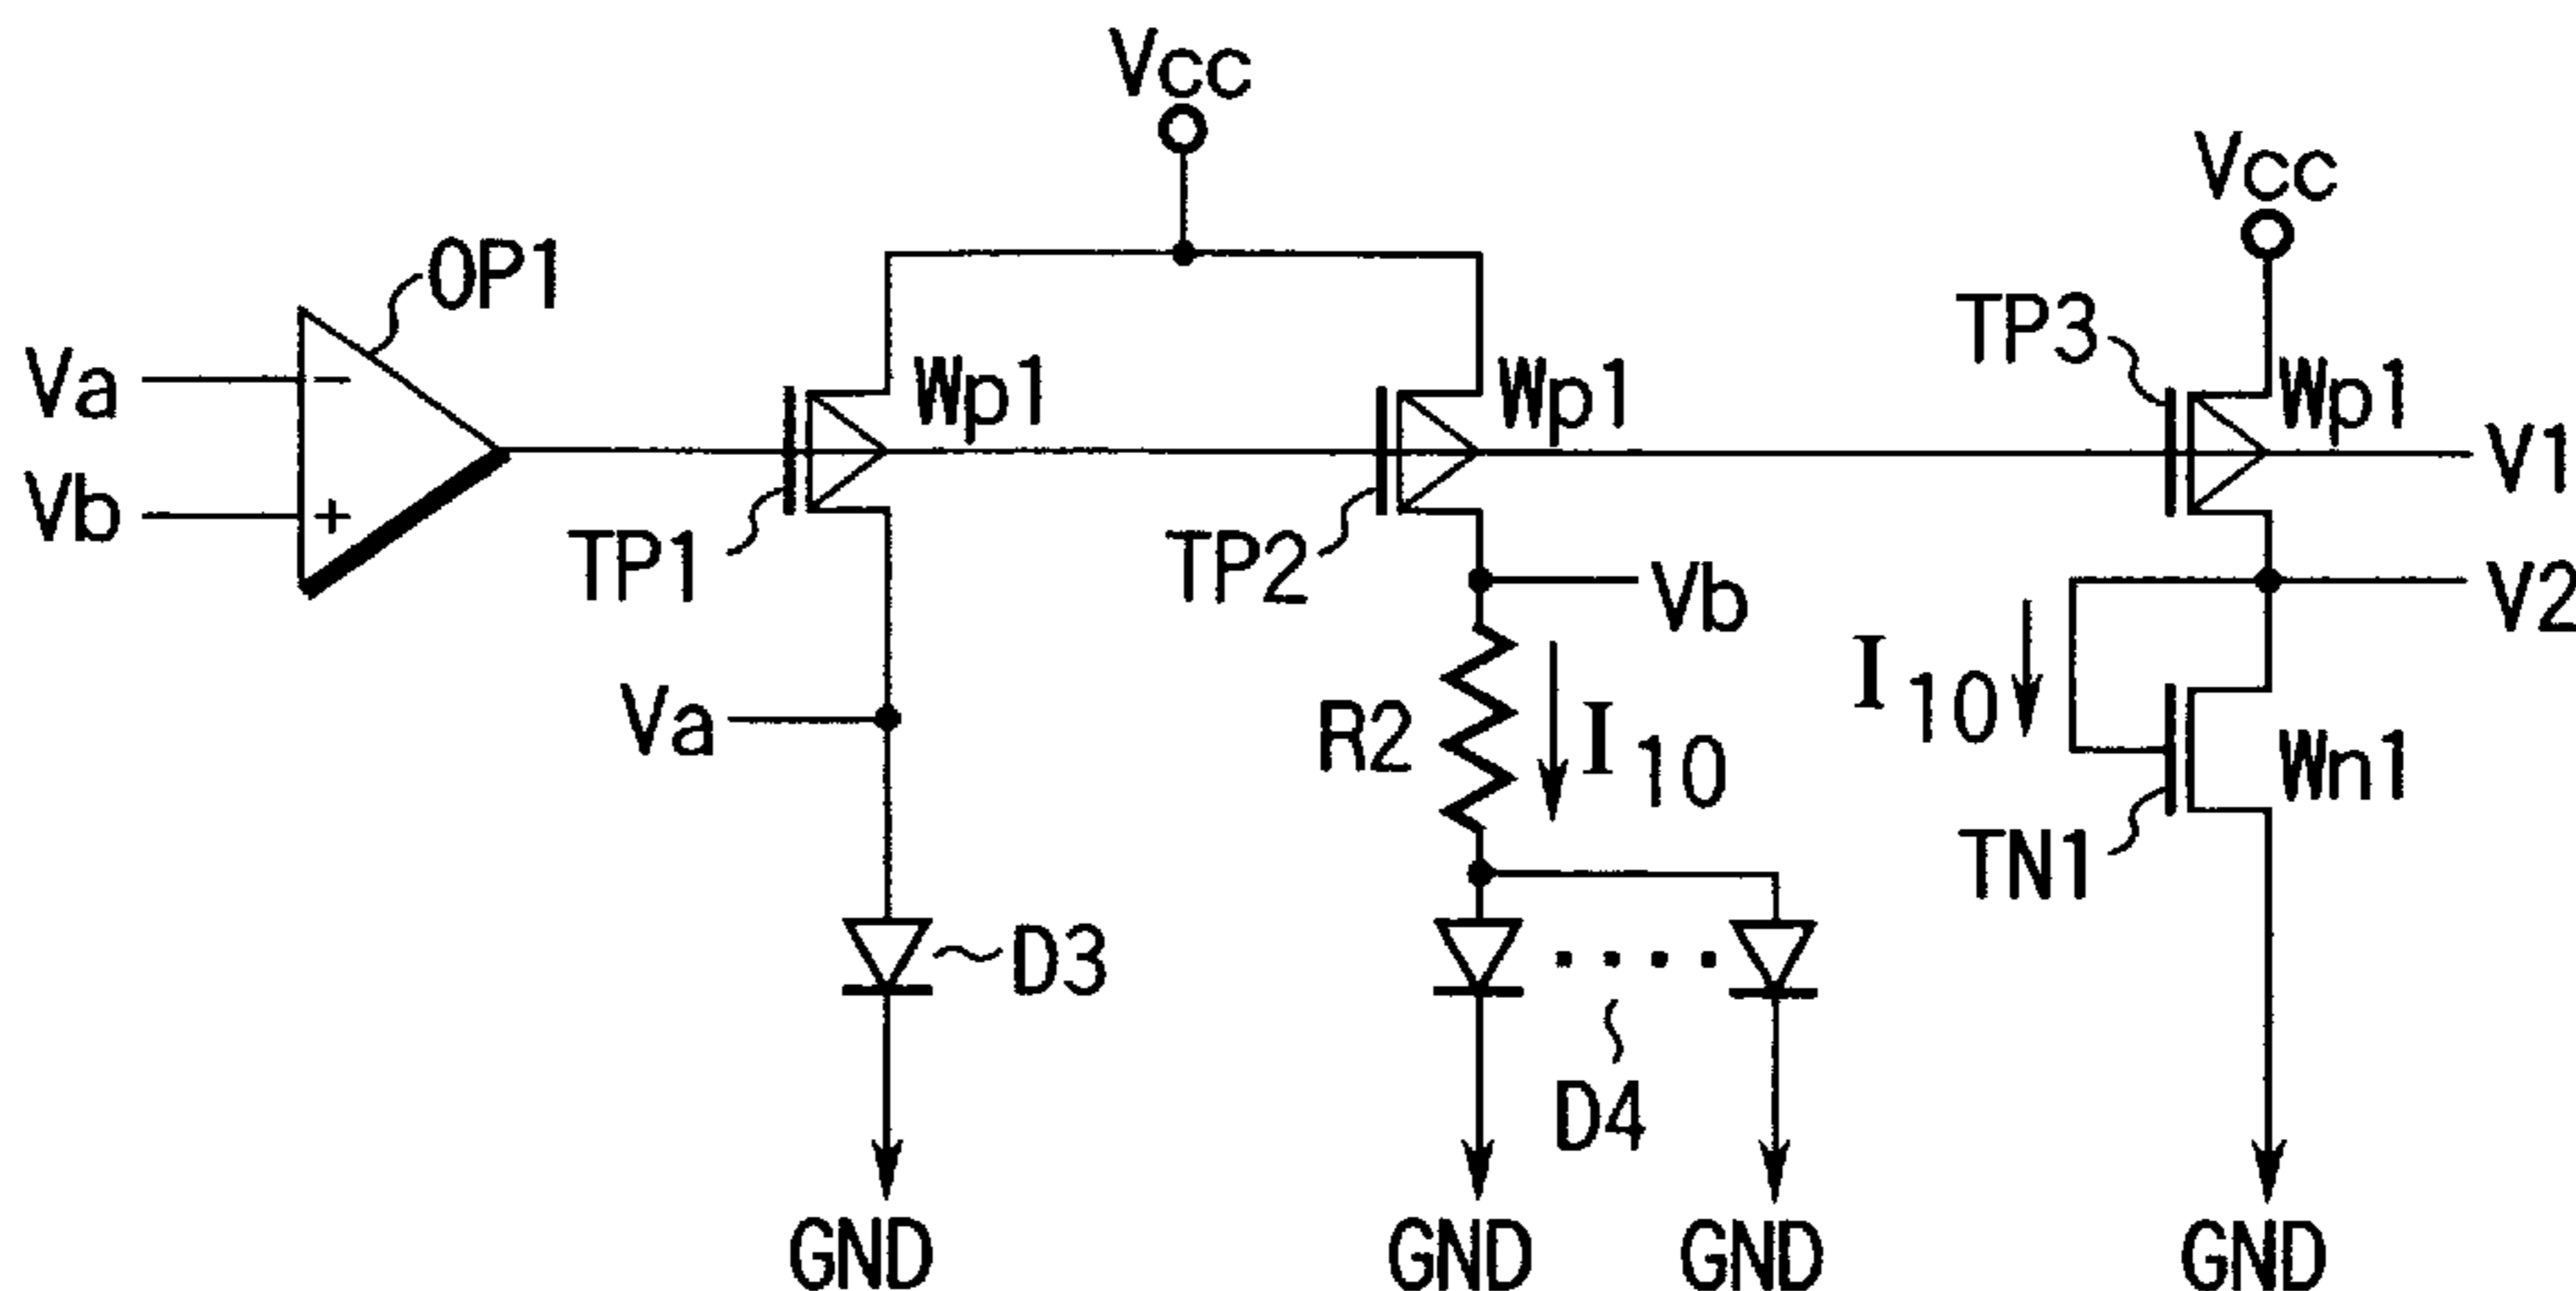 Vcc
Vcc
OP1
TP3
Va
−
Wp1
Wp1
Wp1
V1
Vb
+
TP1
TP2
Vb
V2
Va
R2
I10
I10
Wn1
TN1
D3
D4
GND
GND
GND
GND